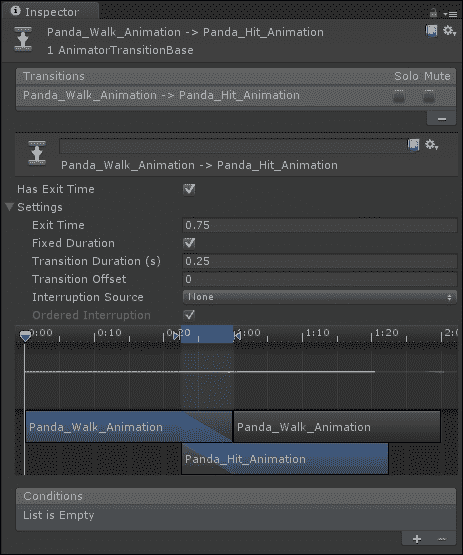 Inspector
Panda_Walk_Animation -> Panda_Hit_Animation
1 AnimatorTransitionBase
Transitions Solo Mute
Panda_Walk_Animation -> Panda_Hit_Animation
Panda_Walk_Animation -> Panda_Hit_Animation
Has Exit Time
Settings
Exit Time 0.75
Fixed Duration
Transition Duration (s) 0.25
Transition Offset 0
Interruption Source None
Ordered Interruption
0:00 0:10 0:20 1:00 1:10 1:20 2:0
Panda_Walk_Animation Panda_Walk_Animation
Panda_Hit_Animation
Conditions
List is Empty